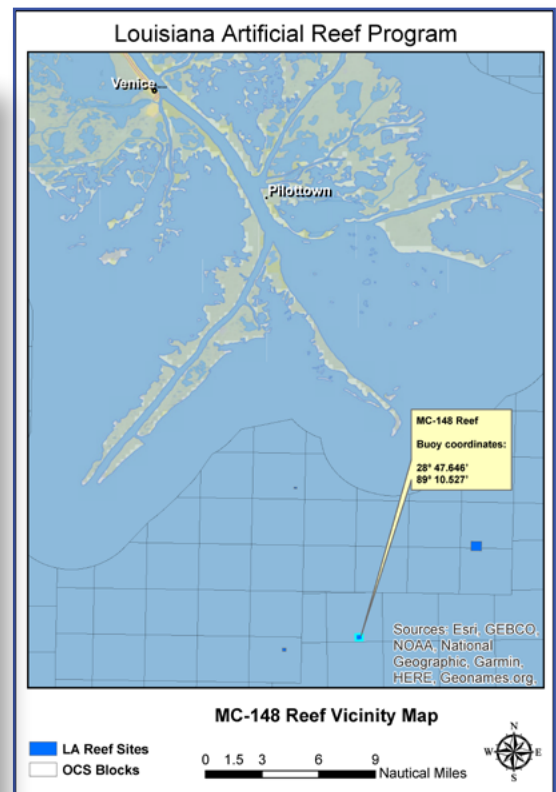 Louisiana Artificial Reef Program
Venice
Pilottown
MC-148 Reef
Buoy coordinates:
28° 47.646'
89° 10.527'
Sources: Esri, GEBCO,
NOAA, National
Geographic, Garmin,
HERE, Geonames.org,
MC-148 Reef Vicinity Map
LA Reef Sites
OCS Blocks
0 1.5 3 6 9
Nautical Miles
N
W E
S